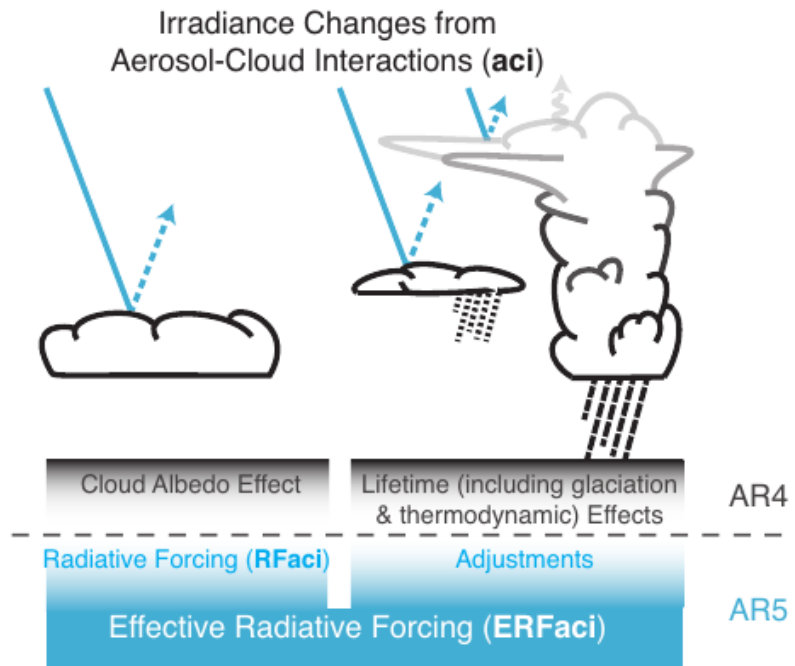 Irradiance Changes from
Aerosol-Cloud Interactions (aci)
Cloud Albedo Effect
Lifetime (including glaciation
& thermodynamic) Effects
AR4
Radiative Forcing (RFaci)
Adjustments
AR5
Effective Radiative Forcing (ERFaci)